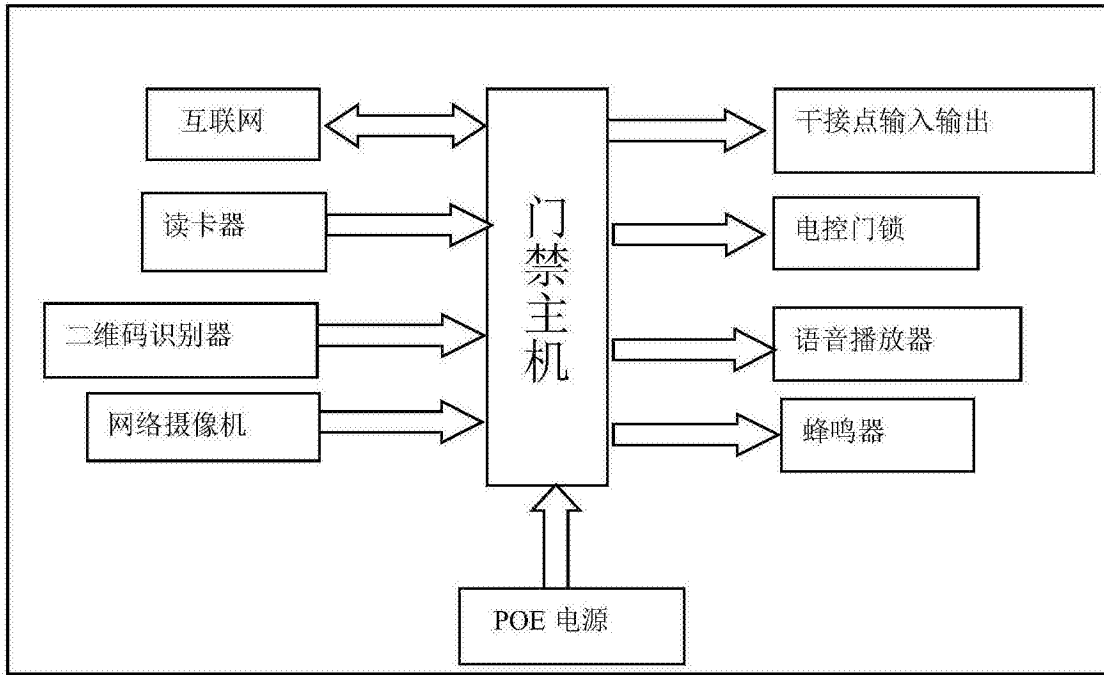 互联网
读卡器
二维码识别器
网络摄像机
门禁主机
干接点输入输出
电控门锁
语音播放器
蜂鸣器
POE 电源